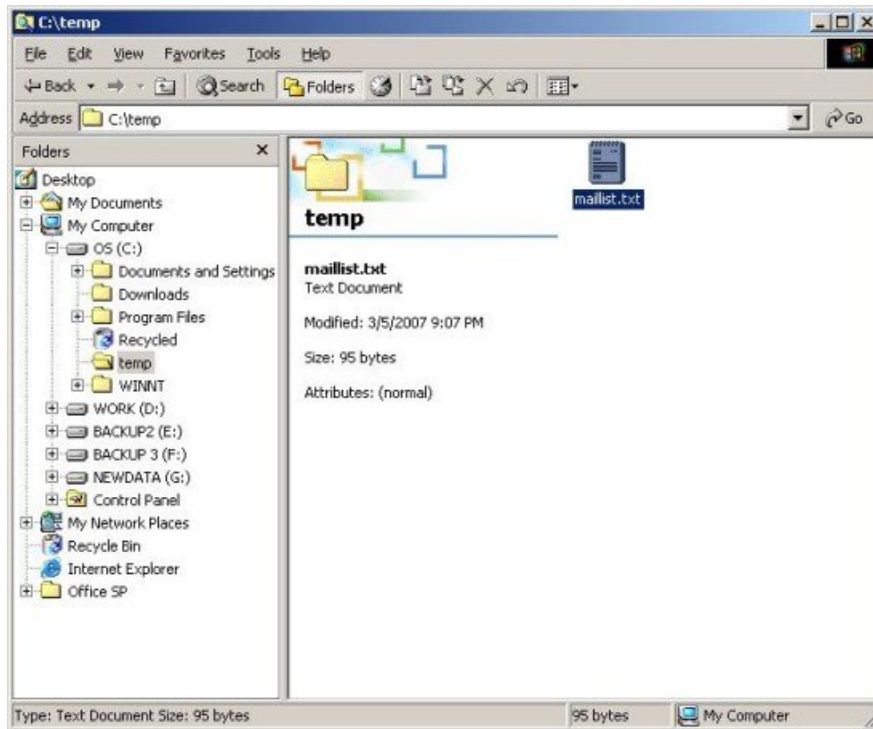 C:\temp
File Edit View Favorites Tools Help
Back Search Folders
Address C:\temp Go
Folders
Desktop
My Documents
My Computer
OS (C:)
Documents and Settings
Downloads
Program Files
Recycled
temp
WINNT
WORK (D:)
BACKUP2 (E:)
BACKUP 3 (F:)
NEWDATA (G:)
Control Panel
My Network Places
Recycle Bin
Internet Explorer
Office SP
temp
maillist.txt
Text Document
Modified: 3/5/2007 9:07 PM
Size: 95 bytes
Attributes: (normal)
maillist.txt
Type: Text Document Size: 95 bytes 95 bytes My Computer